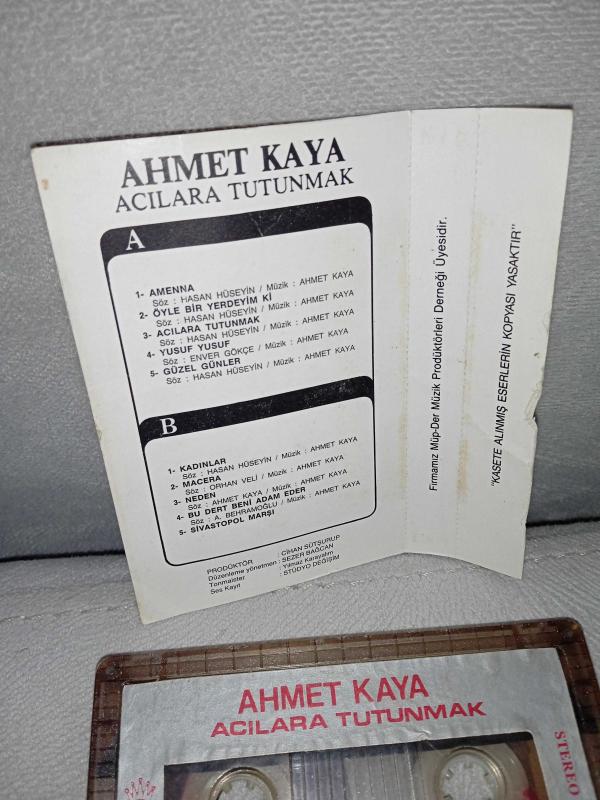 AHMET KAYA
ACILARA TUTUNMAK
A
1- AMENNA
Söz : HASAN HÜSEYİN / Müzik : AHMET KAYA
2- ÖYLE BİR YERDEYİM Kİ
Söz : HASAN HÜSEYİN / Müzik : AHMET KAYA
3- ACILARA TUTUNMAK
Söz : HASAN HÜSEYİN / Müzik : AHMET KAYA
4- YUSUF YUSUF
Söz : ENVER GÖKÇE / Müzik : AHMET KAYA
5- GÜZEL GÜNLER
Söz : HASAN HÜSEYİN / Müzik : AHMET KAYA
B
1- KADINLAR
Söz : HASAN HÜSEYİN / Müzik : AHMET KAYA
2- MACERA
Söz : ORHAN VELİ / Müzik : AHMET KAYA
3- NEDEN
Söz : AHMET KAYA / Müzik : AHMET KAYA
4- BU DERT BENİ ADAM EDER
Söz : A. BEHRAMOĞLU / Müzik : AHMET KAYA
5- SİVASTOPOL MARŞI
PRODÜKTÖR : CİHAN SÜTŞURUP
Düzenleme yönetmen : SEZER BAĞCAN
Tonmaister : Yılmaz Karayalım
Ses Kayıt : STÜDYO DEĞİŞİM
Firmamız Müp-Der Müzik Prodüktörleri Derneği Üyesidir.
"KASETE ALINMIŞ ESERLERİN KOPYASI YASAKTIR"
AHMET KAYA
ACILARA TUTUNMAK
STEREO